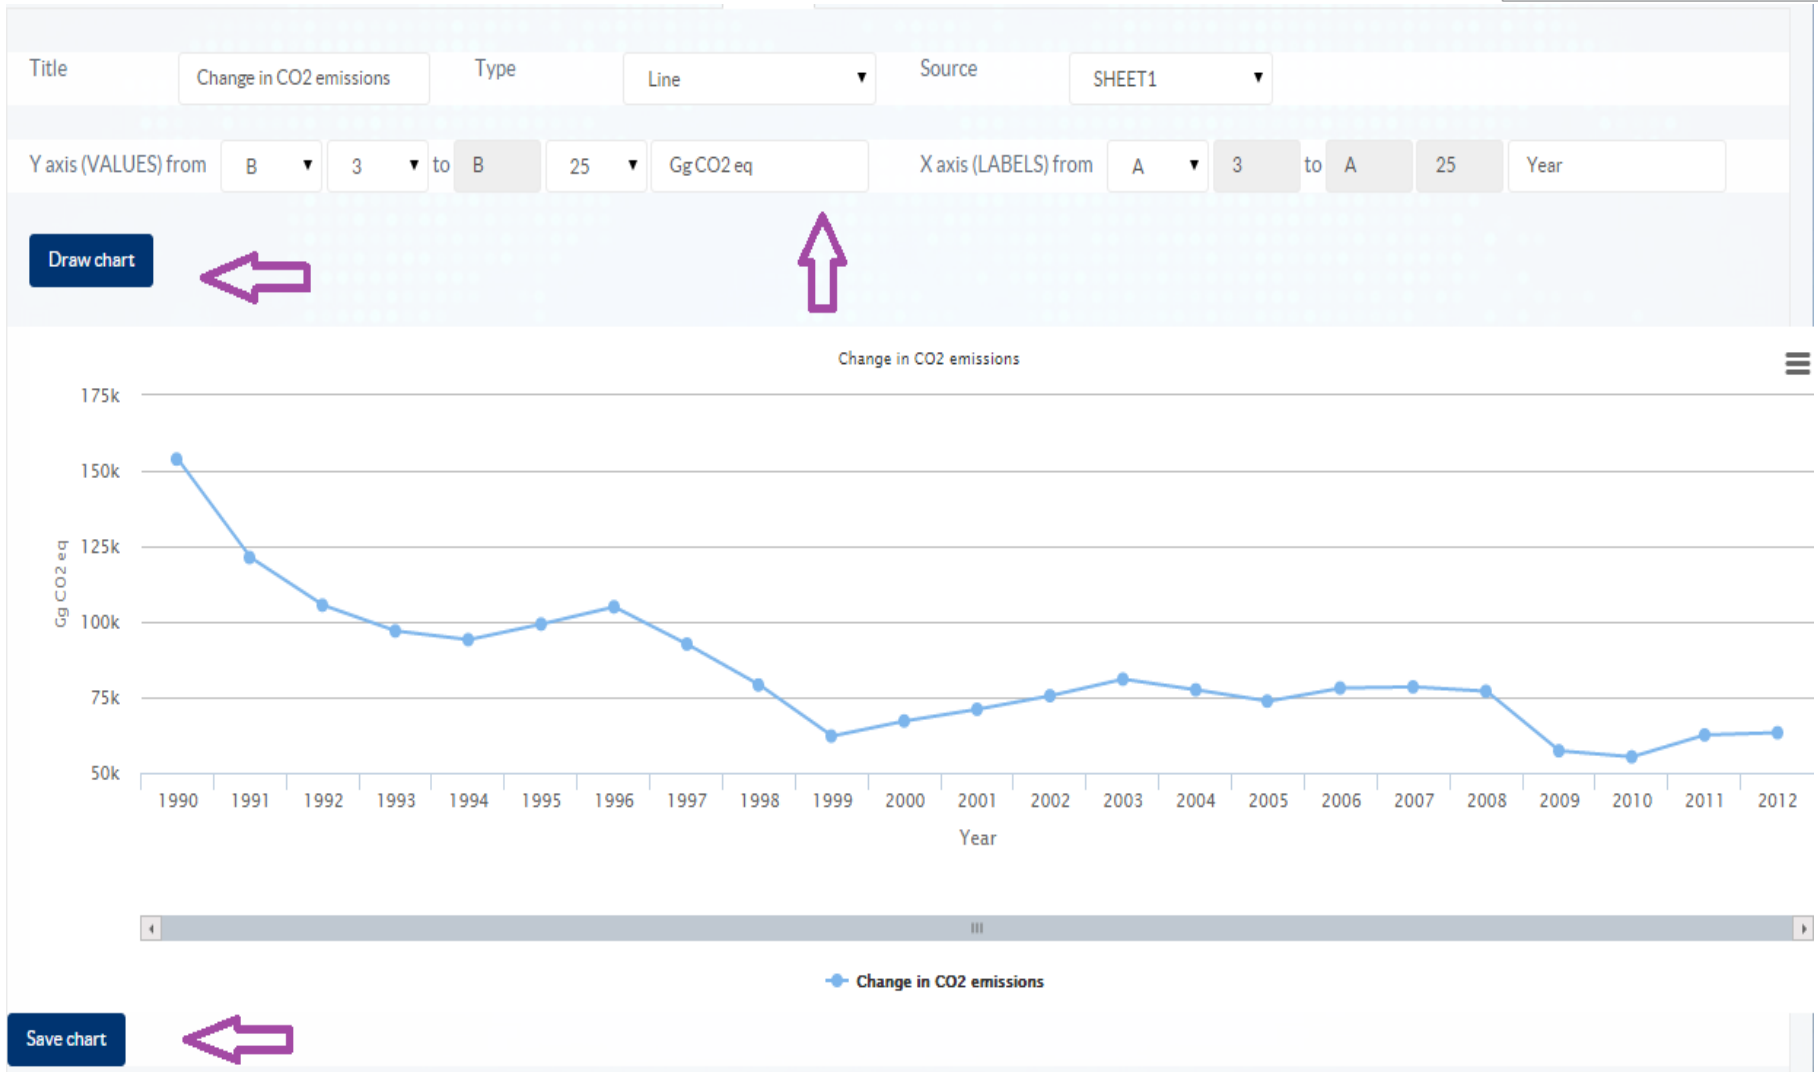 Title Change in CO2 emissions Type Line Source SHEET1
Y axis (VALUES) from B 3 to B 25 Gg CO2 eq X axis (LABELS) from A 3 to A 25 Year
Draw chart
Change in CO2 emissions
175k
150k
125k
100k
75k
50k
Gg CO2 eq
1990 1991 1992 1993 1994 1995 1996 1997 1998 1999 2000 2001 2002 2003 2004 2005 2006 2007 2008 2009 2010 2011 2012
Year
Change in CO2 emissions
Save chart